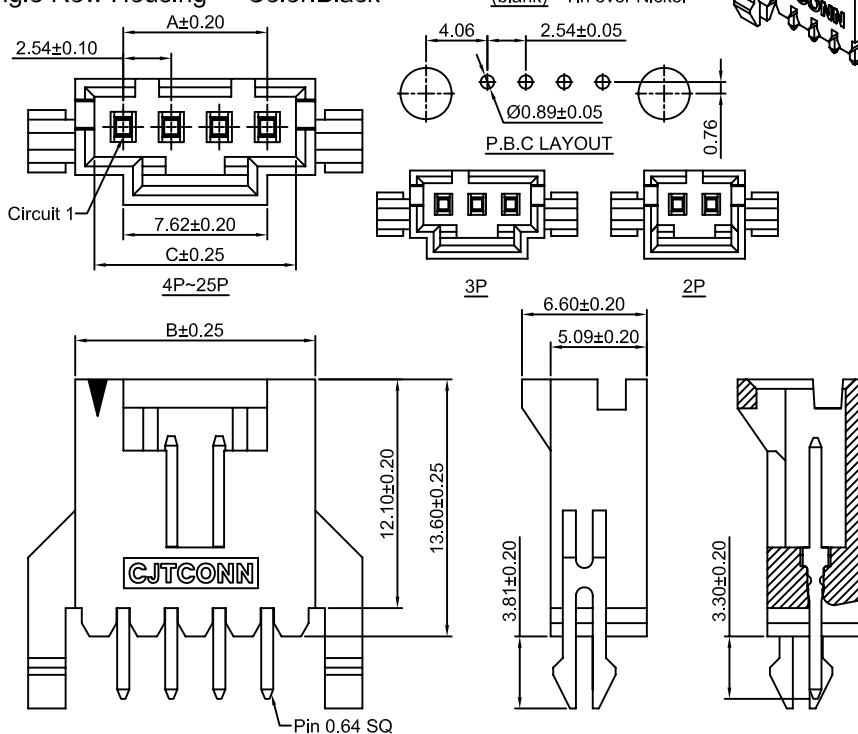 Single Row Housing Color:Black
(blank) Tin over Nickel
A±0.20
2.54±0.10
Circuit 1
7.62±0.20
C±0.25
4P~25P
4.06
2.54±0.05
Ø0.89±0.05
0.76
P.B.C LAYOUT
3P
2P
B±0.25
12.10±0.20
13.60±0.25
CJTCONN
Pin 0.64 SQ
6.60±0.20
5.09±0.20
3.81±0.20
3.30±0.20